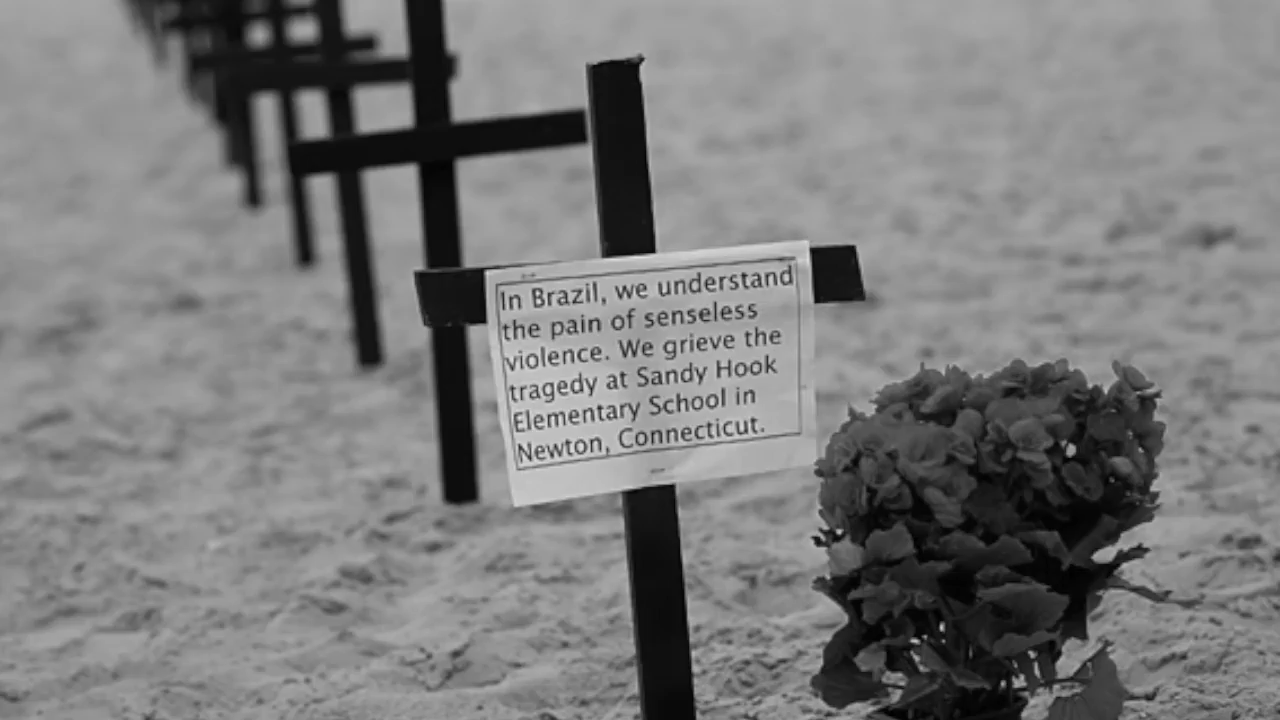 In Brazil, we understand
the pain of senseless
violence. We grieve the
tragedy at Sandy Hook
Elementary School in
Newton, Connecticut.